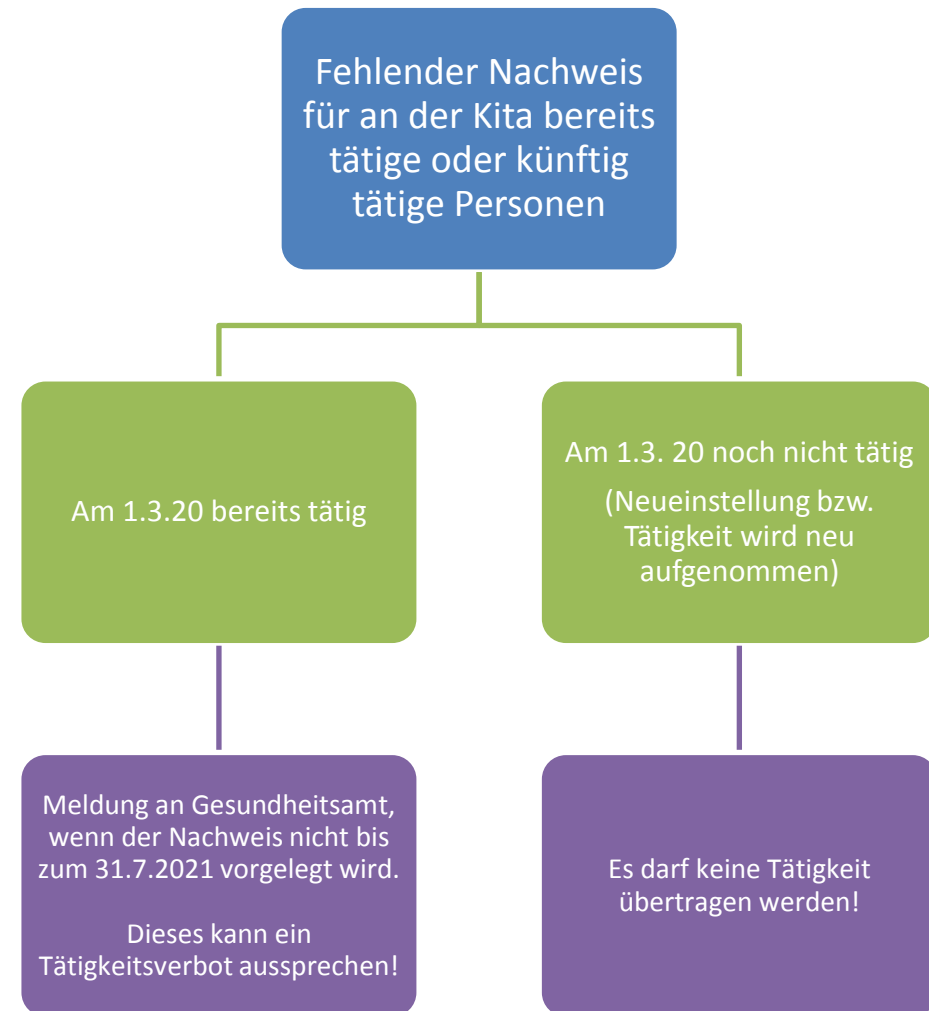 Fehlender Nachweis
für an der Kita bereits
tätige oder künftig
tätige Personen
Am 1.3.20 bereits tätig
Am 1.3. 20 noch nicht tätig
(Neueinstellung bzw.
Tätigkeit wird neu
aufgenommen)
Meldung an Gesundheitsamt,
wenn der Nachweis nicht bis
zum 31.7.2021 vorgelegt wird.
Dieses kann ein
Tätigkeitsverbot aussprechen!
Es darf keine Tätigkeit
übertragen werden!